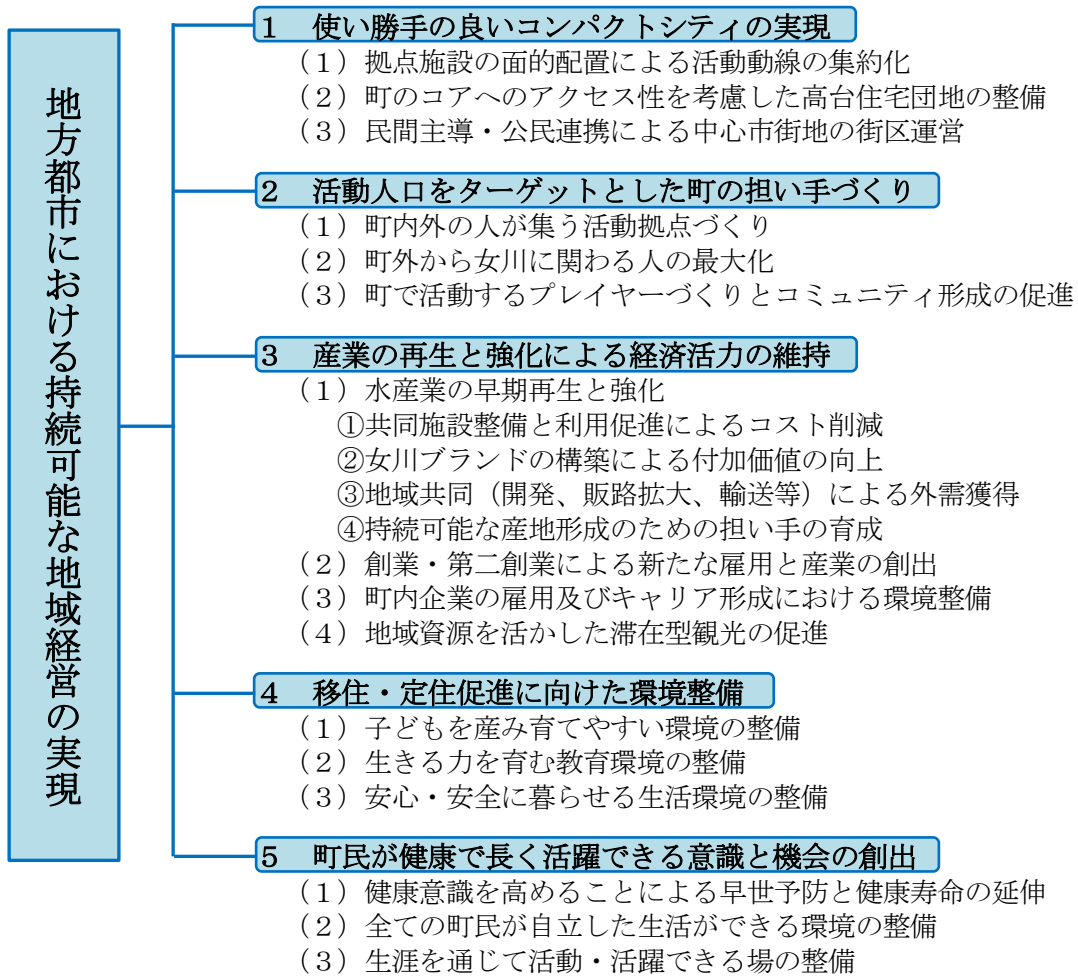 地方都市における持続可能な地域経営の実現
１　使い勝手の良いコンパクトシティの実現
（１）拠点施設の面的配置による活動動線の集約化
（２）町のコアへのアクセス性を考慮した高台住宅団地の整備
（３）民間主導・公民連携による中心市街地の街区運営
２　活動人口をターゲットとした町の担い手づくり
（１）町内外の人が集う活動拠点づくり
（２）町外から女川に関わる人の最大化
（３）町で活動するプレイヤーづくりとコミュニティ形成の促進
３　産業の再生と強化による経済活力の維持
（１）水産業の早期再生と強化
①共同施設整備と利用促進によるコスト削減
②女川ブランドの構築による付加価値の向上
③地域共同（開発、販路拡大、輸送等）による外需獲得
④持続可能な産地形成のための担い手の育成
（２）創業・第二創業による新たな雇用と産業の創出
（３）町内企業の雇用及びキャリア形成における環境整備
（４）地域資源を活かした滞在型観光の促進
４　移住・定住促進に向けた環境整備
（１）子どもを産み育てやすい環境の整備
（２）生きる力を育む教育環境の整備
（３）安心・安全に暮らせる生活環境の整備
５　町民が健康で長く活躍できる意識と機会の創出
（１）健康意識を高めることによる早世予防と健康寿命の延伸
（２）全ての町民が自立した生活ができる環境の整備
（３）生涯を通じて活動・活躍できる場の整備